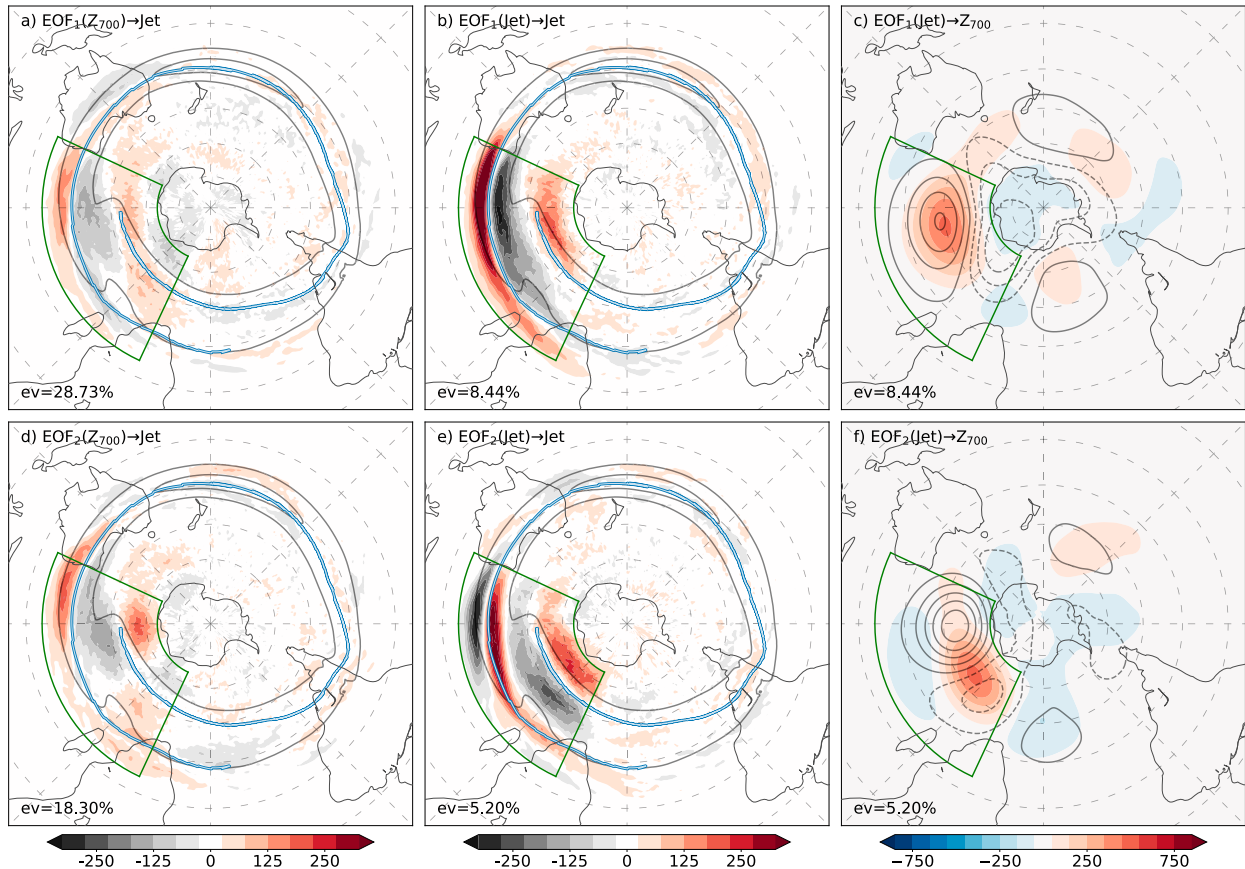 a) EOF₁(Z₇₀₀)→Jet
b) EOF₁(Jet)→Jet
c) EOF₁(Jet)→Z₇₀₀
ev=28.73%
ev=8.44%
ev=8.44%
d) EOF₂(Z₇₀₀)→Jet
e) EOF₂(Jet)→Jet
f) EOF₂(Jet)→Z₇₀₀
ev=18.30%
ev=5.20%
ev=5.20%
-250 -125 0 125 250
-250 -125 0 125 250
−750 −250 250 750